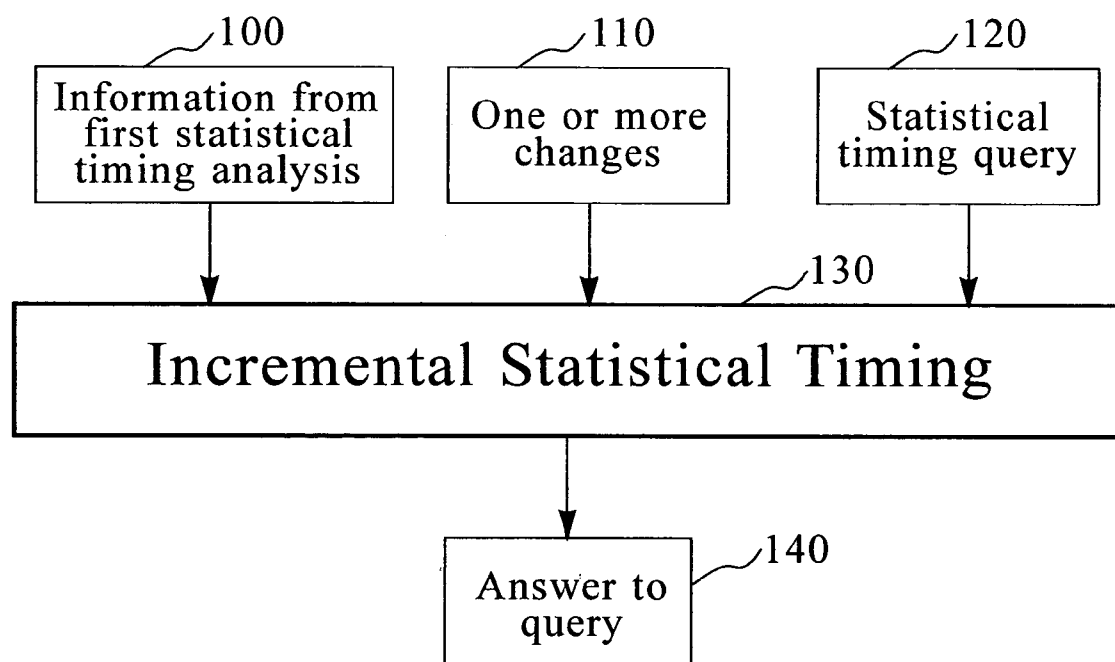 100
110
120
Information from
first statistical
timing analysis
One or more
changes
Statistical
timing query
130
Incremental Statistical Timing
140
Answer to
query